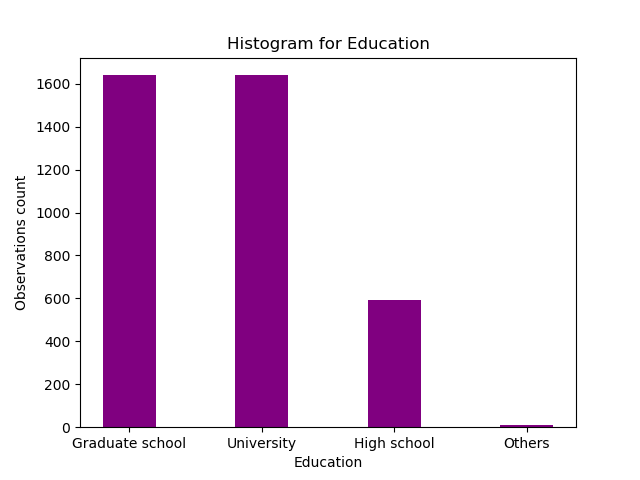 Histogram for Education
Observations count
1600
1400
1200
1000
800
600
400
200
0
Graduate school
University
High school
Others
Education